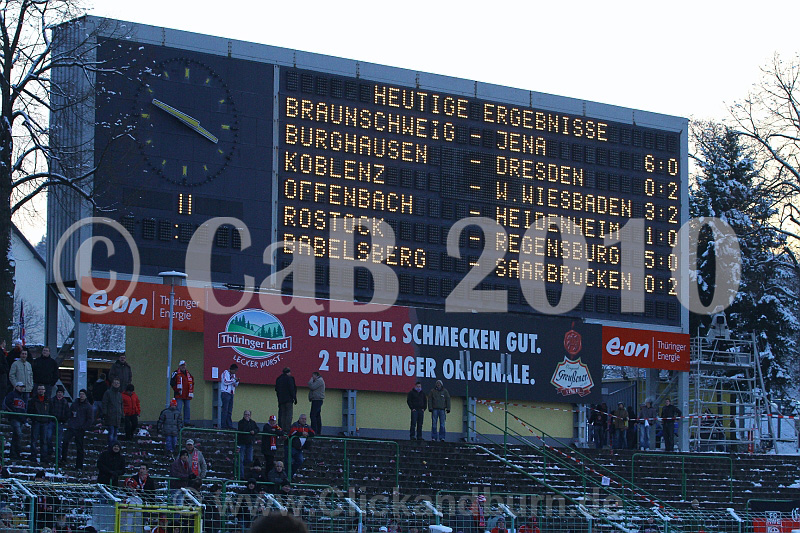 HEUTIGE ERGEBNISSE
BRAUNSCHWEIG - JENA 6:0
BURGHAUSEN - DRESDEN 0:2
KOBLENZ - W.WIESBADEN 3:2
OFFENBACH - HEIDENHEIM 1:0
ROSTOCK - REGENSBURG 5:0
BABELSBERG - SAARBRÜCKEN 0:2
© CaB 2010
e·on Thüringer Energie
Thüringer Land
LECKER WURST.
SIND GUT. SCHMECKEN GUT.
2 THÜRINGER ORIGINALE.
Greußener
e·on Thüringer Energie
www.Clickandburn.de